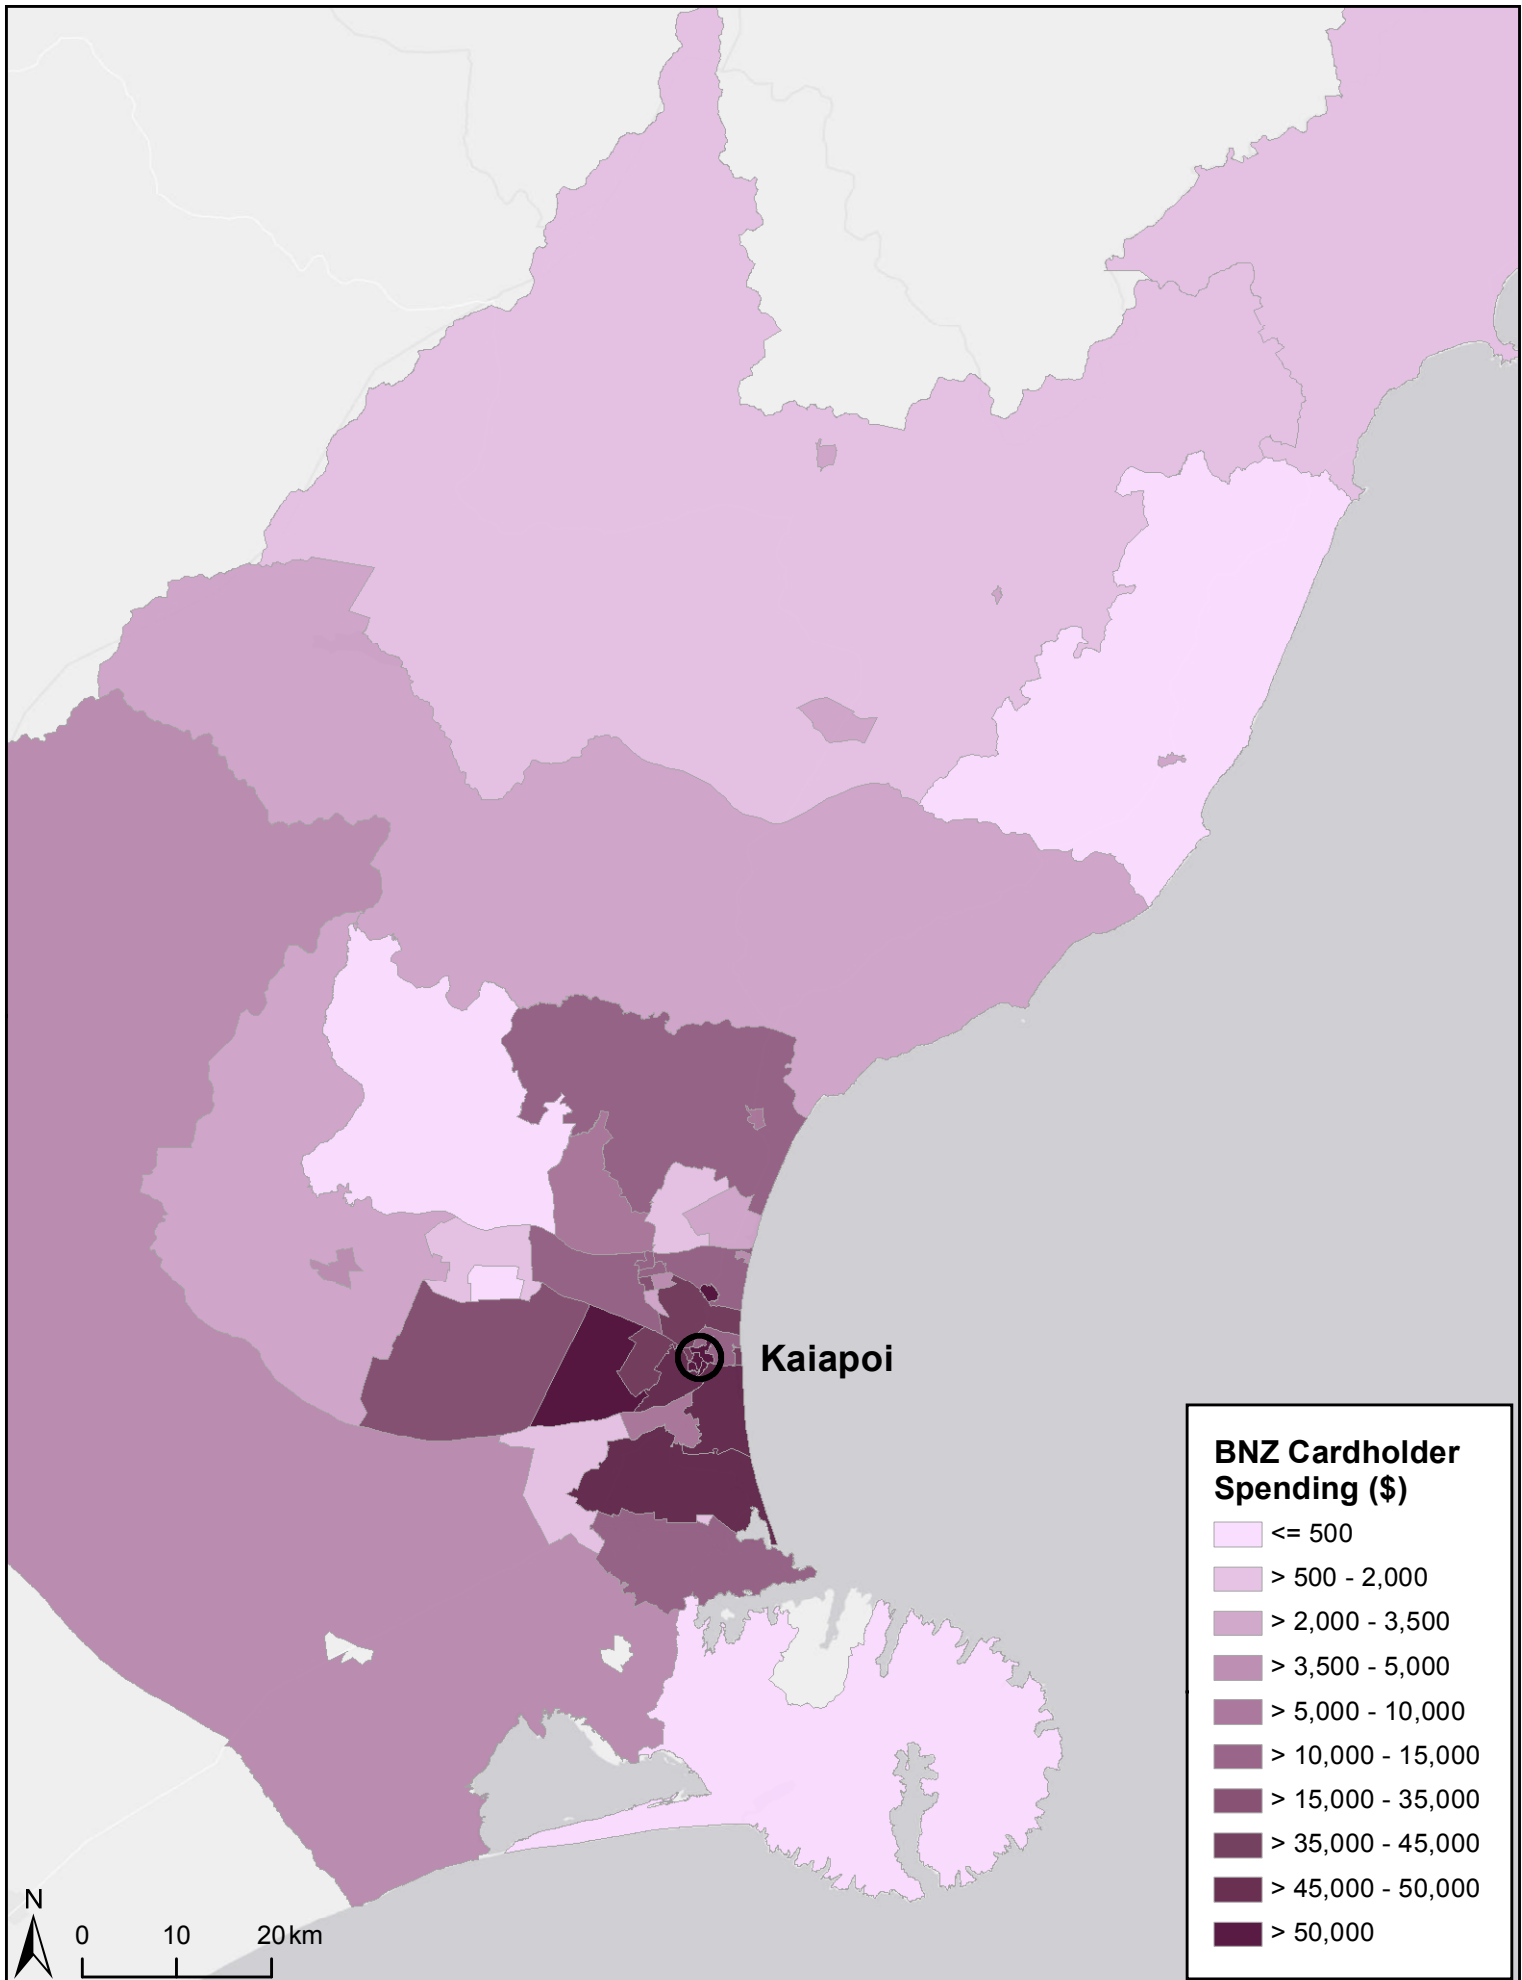 Kaiapoi
BNZ Cardholder
Spending ($)
<= 500
> 500 - 2,000
> 2,000 - 3,500
> 3,500 - 5,000
> 5,000 - 10,000
> 10,000 - 15,000
> 15,000 - 35,000
> 35,000 - 45,000
> 45,000 - 50,000
> 50,000
N
0 10 20 km